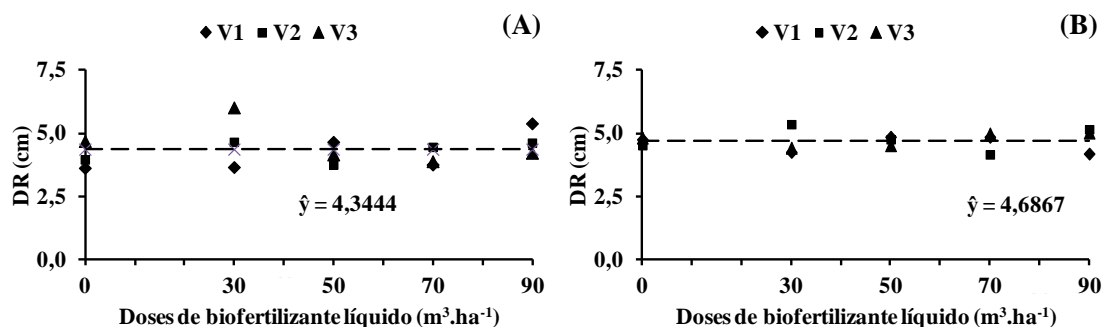 ◆ V1 ■ V2 ▲ V3 (A)
7,5
5,0
2,5
0,0
DR (cm)
ŷ = 4,3444
0 30 50 70 90
Doses de biofertilizante líquido (m³.ha⁻¹)
◆ V1 ■ V2 ▲ V3 (B)
7,5
5,0
2,5
0,0
DR (cm)
ŷ = 4,6867
0 30 50 70 90
Doses de biofertilizante líquido (m³.ha⁻¹)